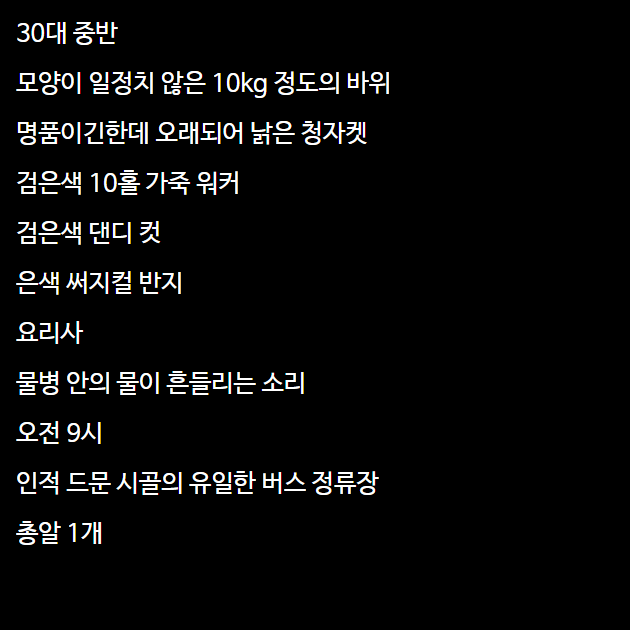 30대 중반
모양이 일정치 않은 10kg 정도의 바위
명품이긴한데 오래되어 낡은 청자켓
검은색 10홀 가죽 워커
검은색 댄디 컷
은색 써지컬 반지
요리사
물병 안의 물이 흔들리는 소리
오전 9시
인적 드문 시골의 유일한 버스 정류장
총알 1개